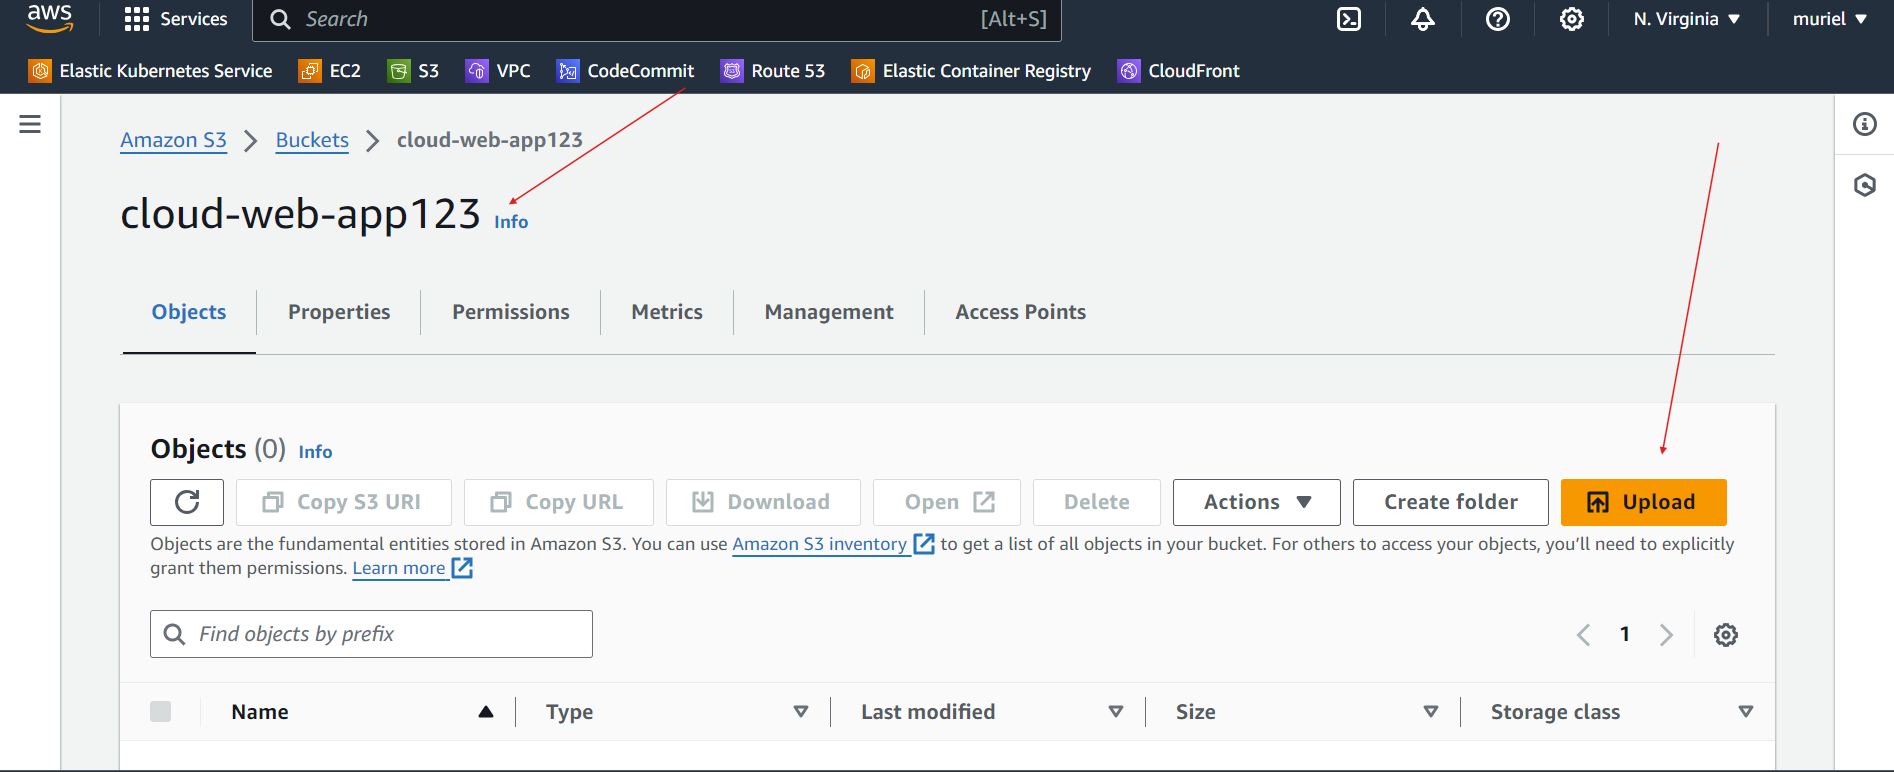 aws Services Search [Alt+S] N. Virginia muriel
Elastic Kubernetes Service EC2 S3 VPC CodeCommit Route 53 Elastic Container Registry CloudFront
Amazon S3 Buckets cloud-web-app123
cloud-web-app123 Info
Objects Properties Permissions Metrics Management Access Points
Objects (0) Info
Copy S3 URI Copy URL Download Open Delete Actions Create folder Upload
Objects are the fundamental entities stored in Amazon S3. You can use Amazon S3 inventory to get a list of all objects in your bucket. For others to access your objects, you’ll need to explicitly
grant them permissions. Learn more
Find objects by prefix 1
Name Type Last modified Size Storage class